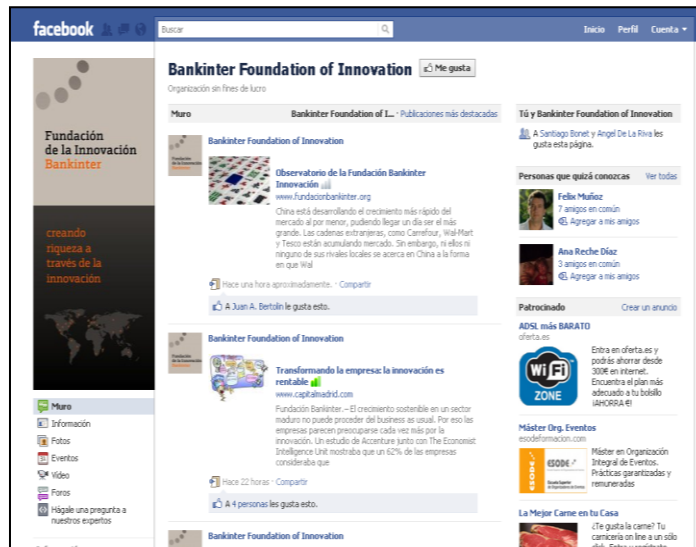 facebook
Buscar
Inicio Perfil Cuenta
Fundación
de la Innovación
Bankinter
creando
riqueza a
través de la
innovación
Muro
Información
Fotos
Eventos
Vídeo
Foros
Hágale una pregunta a
nuestros expertos
Bankinter Foundation of Innovation Me gusta
Organización sin fines de lucro
Muro Bankinter Foundation of I... · Publicaciones más destacadas
Bankinter Foundation of Innovation
Observatorio de la Fundación Bankinter
Innovación
www.fundacionbankinter.org
China está desarrollando el crecimiento más rápido del
mercado al por menor, pudiendo llegar un día ser el más
grande. Las cadenas extranjeras, como Carrefour, Wal-Mart
y Tesco están acumulando mercado. Sin embargo, ni ellos ni
ninguno de sus rivales locales se acerca en China a la forma
en que Wal
Hace una hora aproximadamente. · Compartir
A Juan A. Bertolin le gusta esto.
Bankinter Foundation of Innovation
Transformando la empresa: la innovación es
rentable
www.capitalmadrid.com
Fundación Bankinter.– El crecimiento sostenible en un sector
maduro no puede proceder del business as usual. Por eso las
empresas parecen preocuparse cada vez más por la
innovación. Un estudio de Accenture junto con The Economist
Intelligence Unit mostraba que un 62% de las empresas
consideraba que
Hace 22 horas · Compartir
A 4 personas les gusta esto.
Bankinter Foundation of Innovation
Tú y Bankinter Foundation of Innovation
A Santiago Bonet y Angel De La Riva les
gusta esta página.
Personas que quizá conozcas Ver todas
Felix Muñoz
7 amigos en común
Agregar a mis amigos
Ana Reche Díaz
3 amigos en común
Agregar a mis amigos
Patrocinado Crear un anuncio
ADSL más BARATO
oferta.es
Wi Fi
ZONE
Entra en oferta.es y
podrás ahorrar desde
300€ en internet.
Encuentra el plan más
adecuado a tu bolsillo
¡AHORRA €!
Máster Org. Eventos
esodeformacion.com
ESODE
ESODE
Máster en Organización
Integral de Eventos.
Prácticas garantizadas y
remuneradas
La Mejor Carne en tu Casa
¿Te gusta la carne? Tu
carnicería on line a un sólo